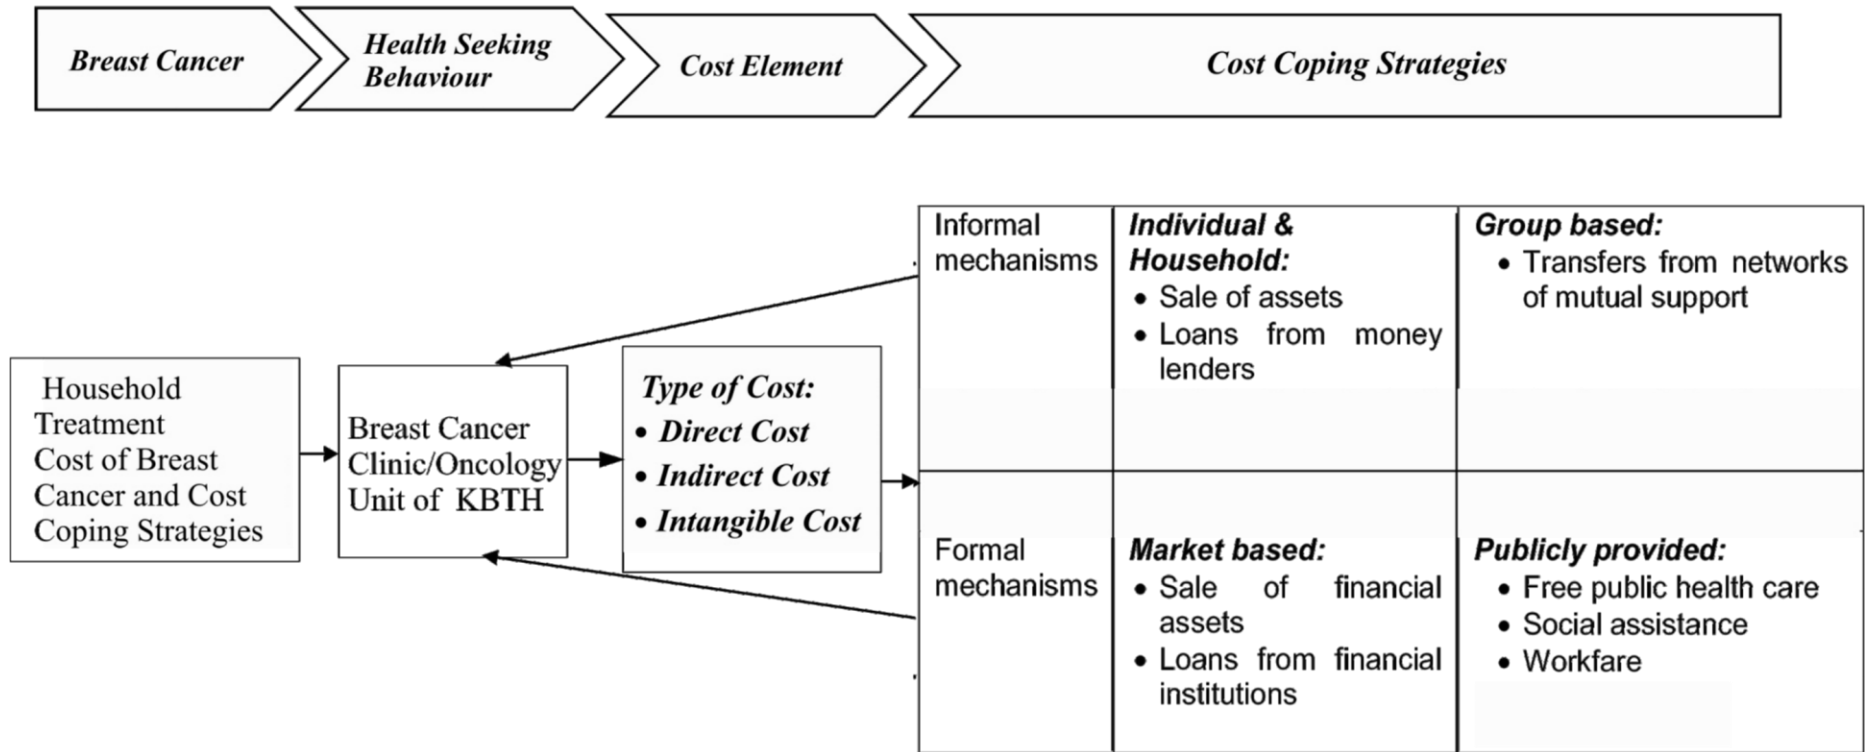 Breast Cancer
Health Seeking
Behaviour
Cost Element
Cost Coping Strategies
Household
Treatment
Cost of Breast
Cancer and Cost
Coping Strategies
Breast Cancer
Clinic/Oncology
Unit of KBTH
Type of Cost:
• Direct Cost
• Indirect Cost
• Intangible Cost
Informal
mechanisms
Individual &
Household:
• Sale of assets
• Loans from money
lenders
Group based:
• Transfers from networks
of mutual support
Formal
mechanisms
Market based:
• Sale of financial
assets
• Loans from financial
institutions
Publicly provided:
• Free public health care
• Social assistance
• Workfare